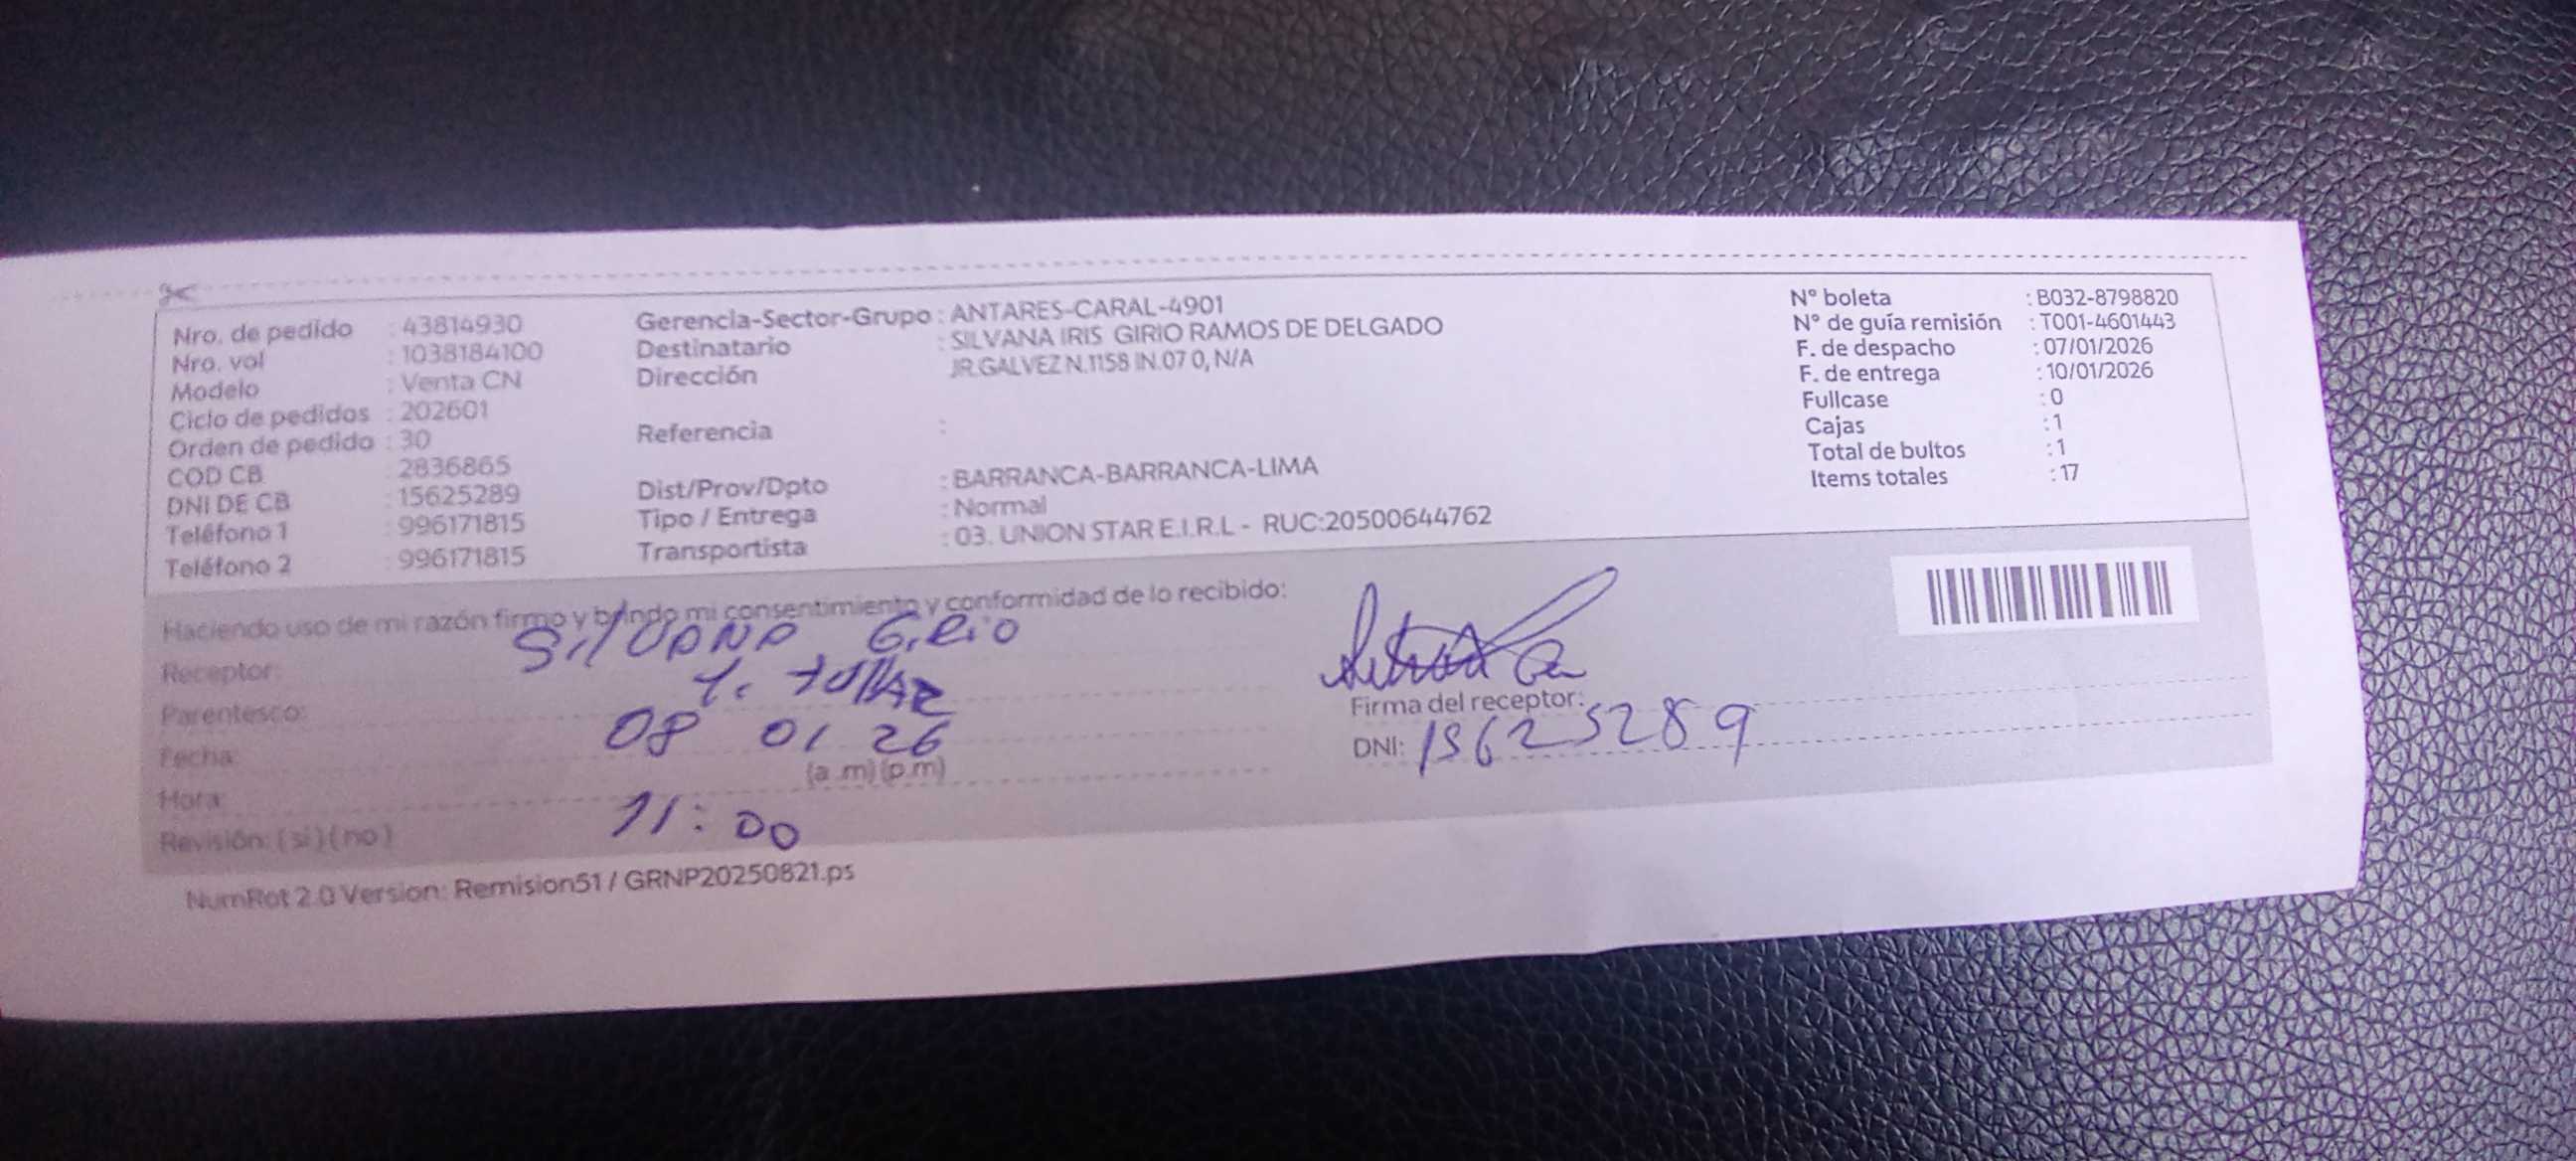 Nro. de pedido : 43814930
Nro. vol : 1038184100
Modelo : Venta CN
Ciclo de pedidos : 202601
Orden de pedido : 30
COD CB : 2836865
DNI DE CB : 15625289
Teléfono 1 : 996171815
Teléfono 2 : 996171815
Gerencia-Sector-Grupo : ANTARES-CARAL-4901
Destinatario : SILVANA IRIS GIRIO RAMOS DE DELGADO
Dirección JR.GALVEZ N.1158 IN.07 0, N/A
Referencia :
Dist/Prov/Dpto : BARRANCA-BARRANCA-LIMA
Tipo / Entrega : Normal
Transportista : 03. UNION STAR E.I.R.L - RUC:20500644762
N° boleta : B032-8798820
N° de guía remisión : T001-4601443
F. de despacho : 07/01/2026
F. de entrega : 10/01/2026
Fullcase : 0
Cajas : 1
Total de bultos : 1
Items totales : 17
Haciendo uso de mi razón firmo y brindo mi consentimiento y conformidad de lo recibido:
Receptor: SilVANA GiRio
Parentesco: 1.
Fecha: 08 01 26
Hora: (a .m) (p.m)
11:00
Revisión: ( si ) ( no )
Firma del receptor:
DNI: 15625289
NumRot 2.0 Version: Remision51 / GRNP20250821.ps